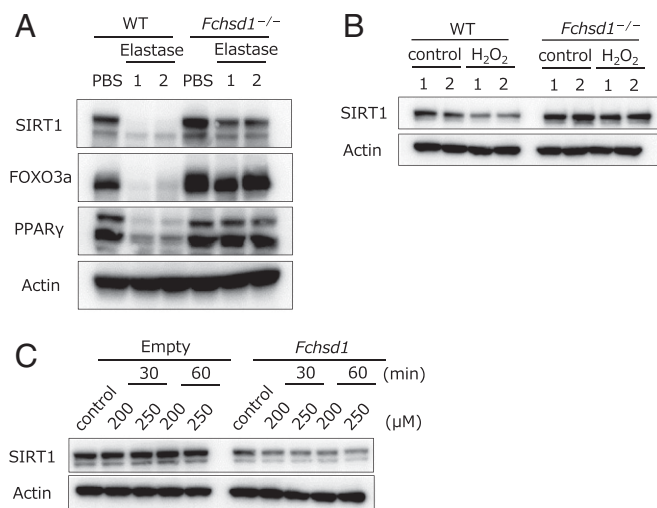 A
WT Fchsd1−/−
Elastase Elastase
PBS 1 2 PBS 1 2
SIRT1
FOXO3a
PPARγ
Actin
B
WT Fchsd1−/−
control H2O2 control H2O2
1 2 1 2 1 2 1 2
SIRT1
Actin
C
Empty Fchsd1
30 60 30 60 (min)
control 200 250 200 250 control 200 250 200 250 (µM)
SIRT1
Actin